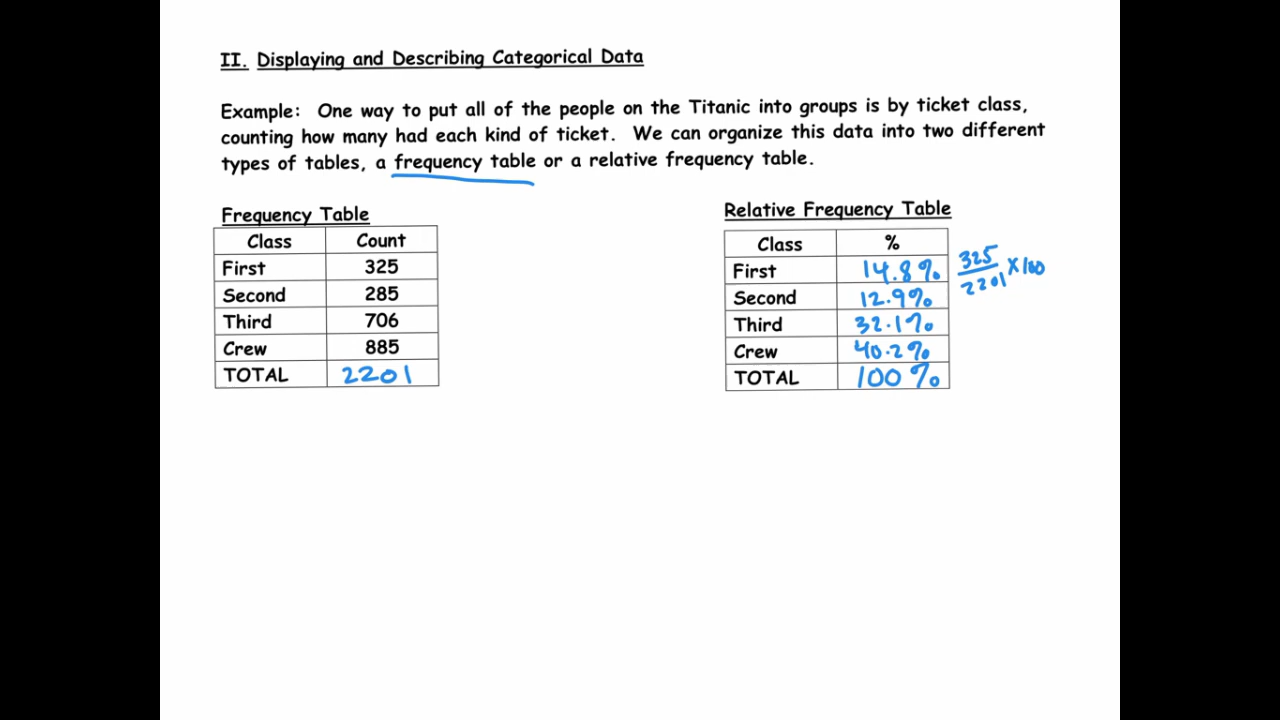 II. Displaying and Describing Categorical Data
Example: One way to put all of the people on the Titanic into groups is by ticket class,
counting how many had each kind of ticket. We can organize this data into two different
types of tables, a frequency table or a relative frequency table.
Frequency Table
Class Count
First 325
Second 285
Third 706
Crew 885
TOTAL 2201
Relative Frequency Table
Class %
First 14.8% 325/2201 x 100
Second 12.9%
Third 32.1%
Crew 40.2%
TOTAL 100%